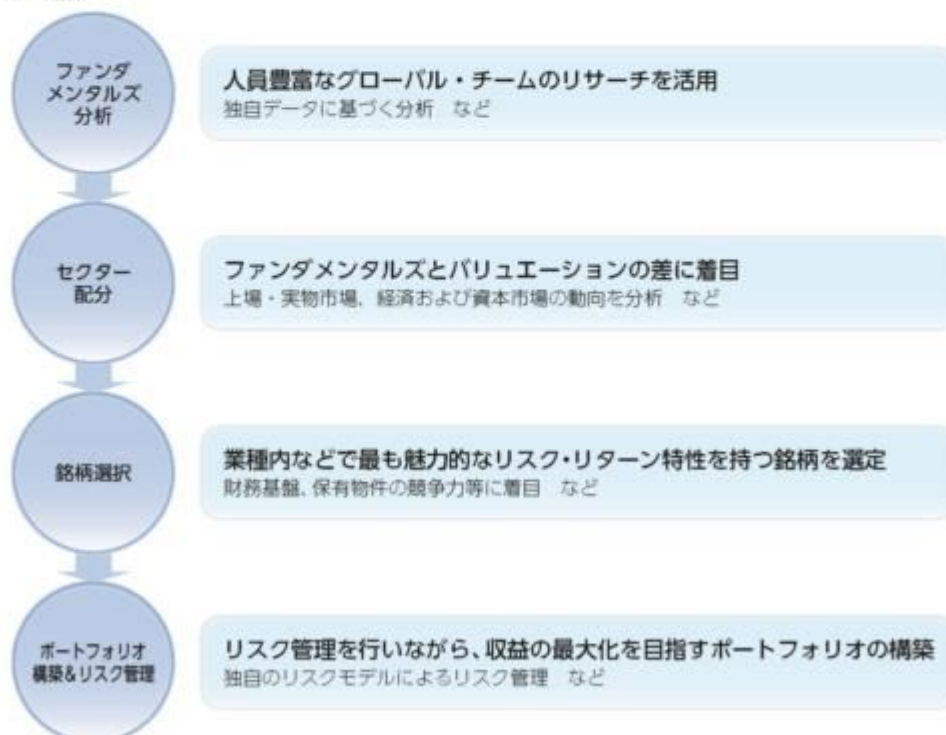 ファンダ
メンタルズ
分析
人員豊富なグローバル・チームのリサーチを活用
独自データに基づく分析　など
セクター
配分
ファンダメンタルズとバリュエーションの差に着目
上場・実物市場、経済および資本市場の動向を分析　など
銘柄選択
業種内などで最も魅力的なリスク・リターン特性を持つ銘柄を選定
財務基盤、保有物件の競争力等に着目　など
ポートフォリオ
構築&リスク管理
リスク管理を行いながら、収益の最大化を目指すポートフォリオの構築
独自のリスクモデルによるリスク管理　など